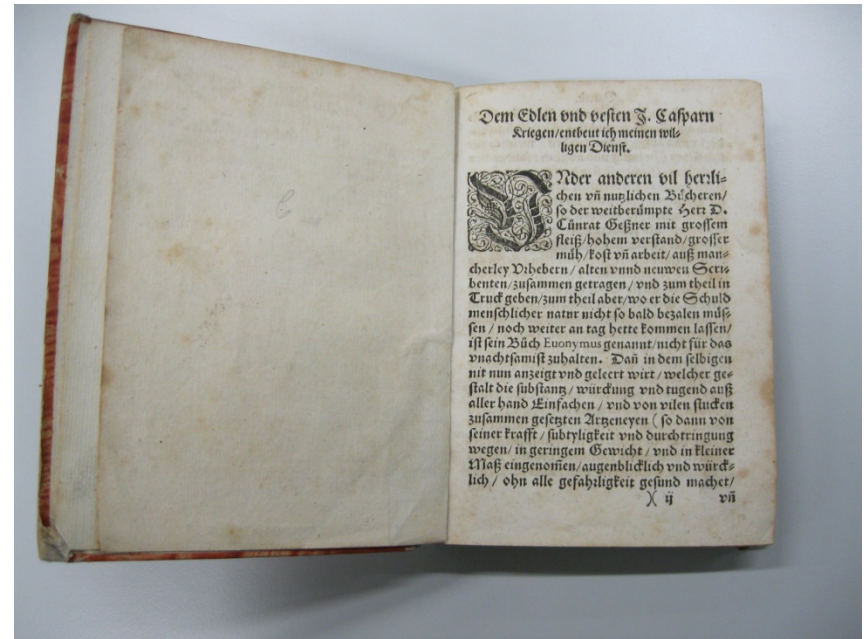 Dem Edlen vnd vesten J. Casparn
Kriegen/entbeut ich meinen wil-
ligen Dienst.
VNder anderen vil herꝛli-
chen vñ nutzlichen Bücheren/
so der weitberümpte Herꝛ D.
Cůnrat Geßner mit grossem
fleiß/hohem verstand/grosser
müh/kost vñ arbeit/auß man-
cherley Vrhebern/alten vnnd neuwen Scri-
benten/zusammen getragen/vnd zum theil in
Truck geben/zum theil aber/wo er die Schuld
menschlicher natur nicht so bald bezalen müs-
sen/noch weiter an tag hette kommen lassen/
ist sein Bůch Euonymus genannt/nicht für das
vnachtsamist zuhalten. Dañ in dem selbigen
nit nun anzeigt vnd geleert wirt/welcher ge-
stalt die substantz/würckung vnd tugend auß
aller hand Einfachen/vnd von vilen stucken
zusammen gesetzten Artzeneyen (so dann von
seiner krafft/subtyligkeit vnd durchtringung
wegen/in geringem Gewicht/vnd in kleiner
Maß eingenom̃en/augenblicklich vnd würck-
lich/ohn alle gefahrligkeit gesund machet/
)( ij vñ